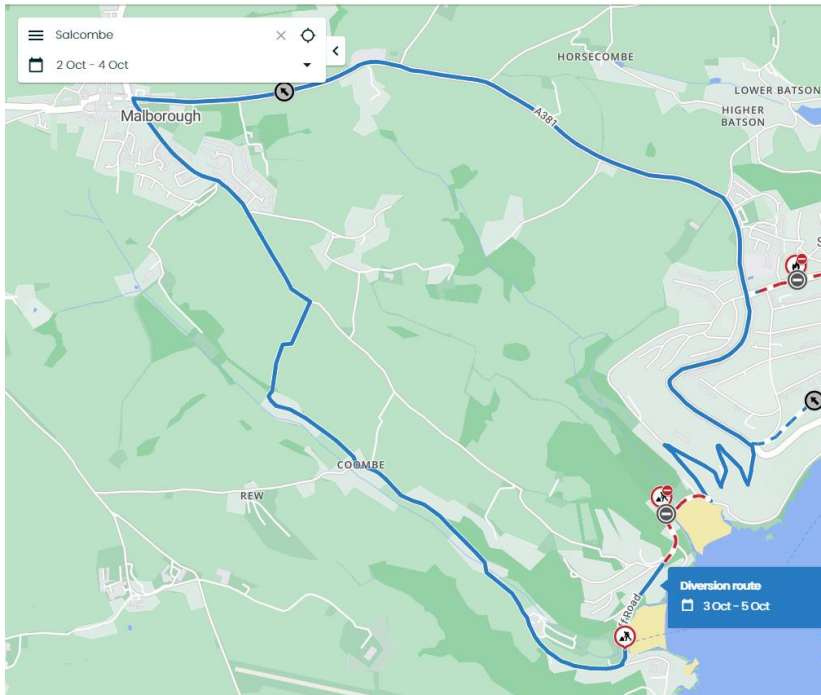 Salcombe
2 Oct - 4 Oct
HORSECOMBE
LOWER BATSON
HIGHER
BATSON
Malborough
A381
S
COOMBE
REW
ff Road
Diversion route
3 Oct - 5 Oct